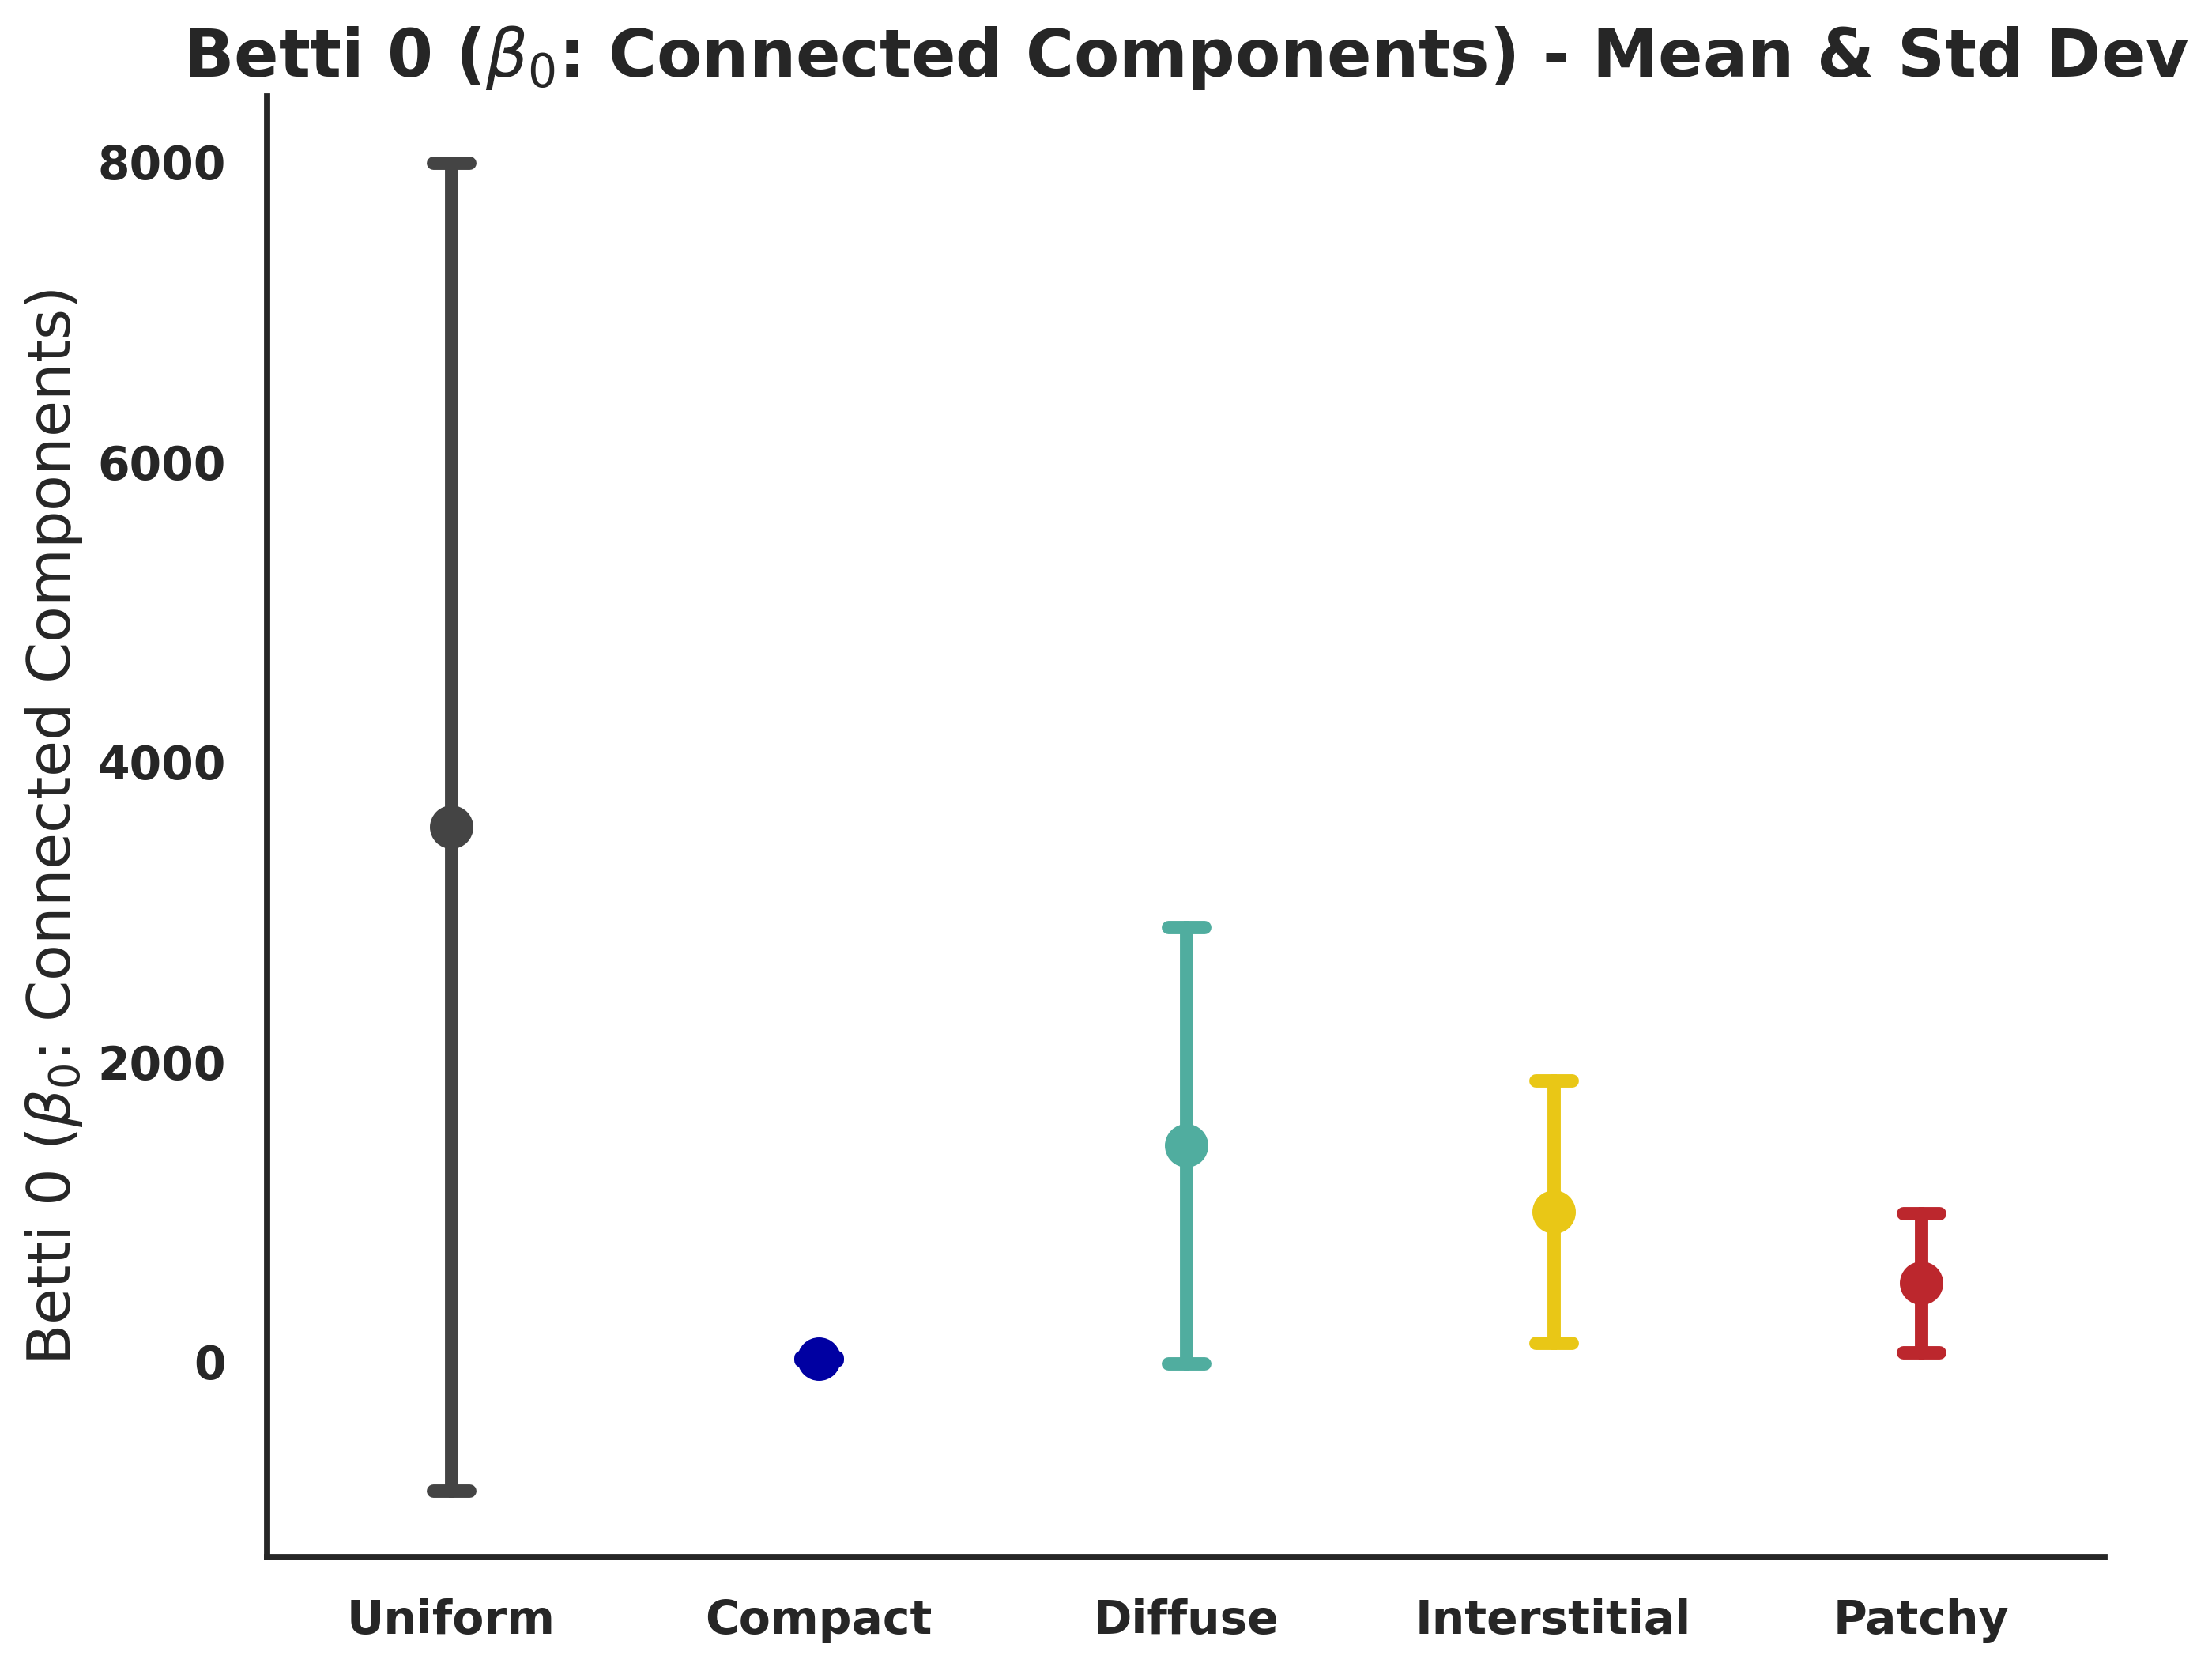 Betti 0 (β₀: Connected Components) - Mean & Std Dev
Betti 0 (β₀: Connected Components)
8000
6000
4000
2000
0
Uniform Compact Diffuse Interstitial Patchy